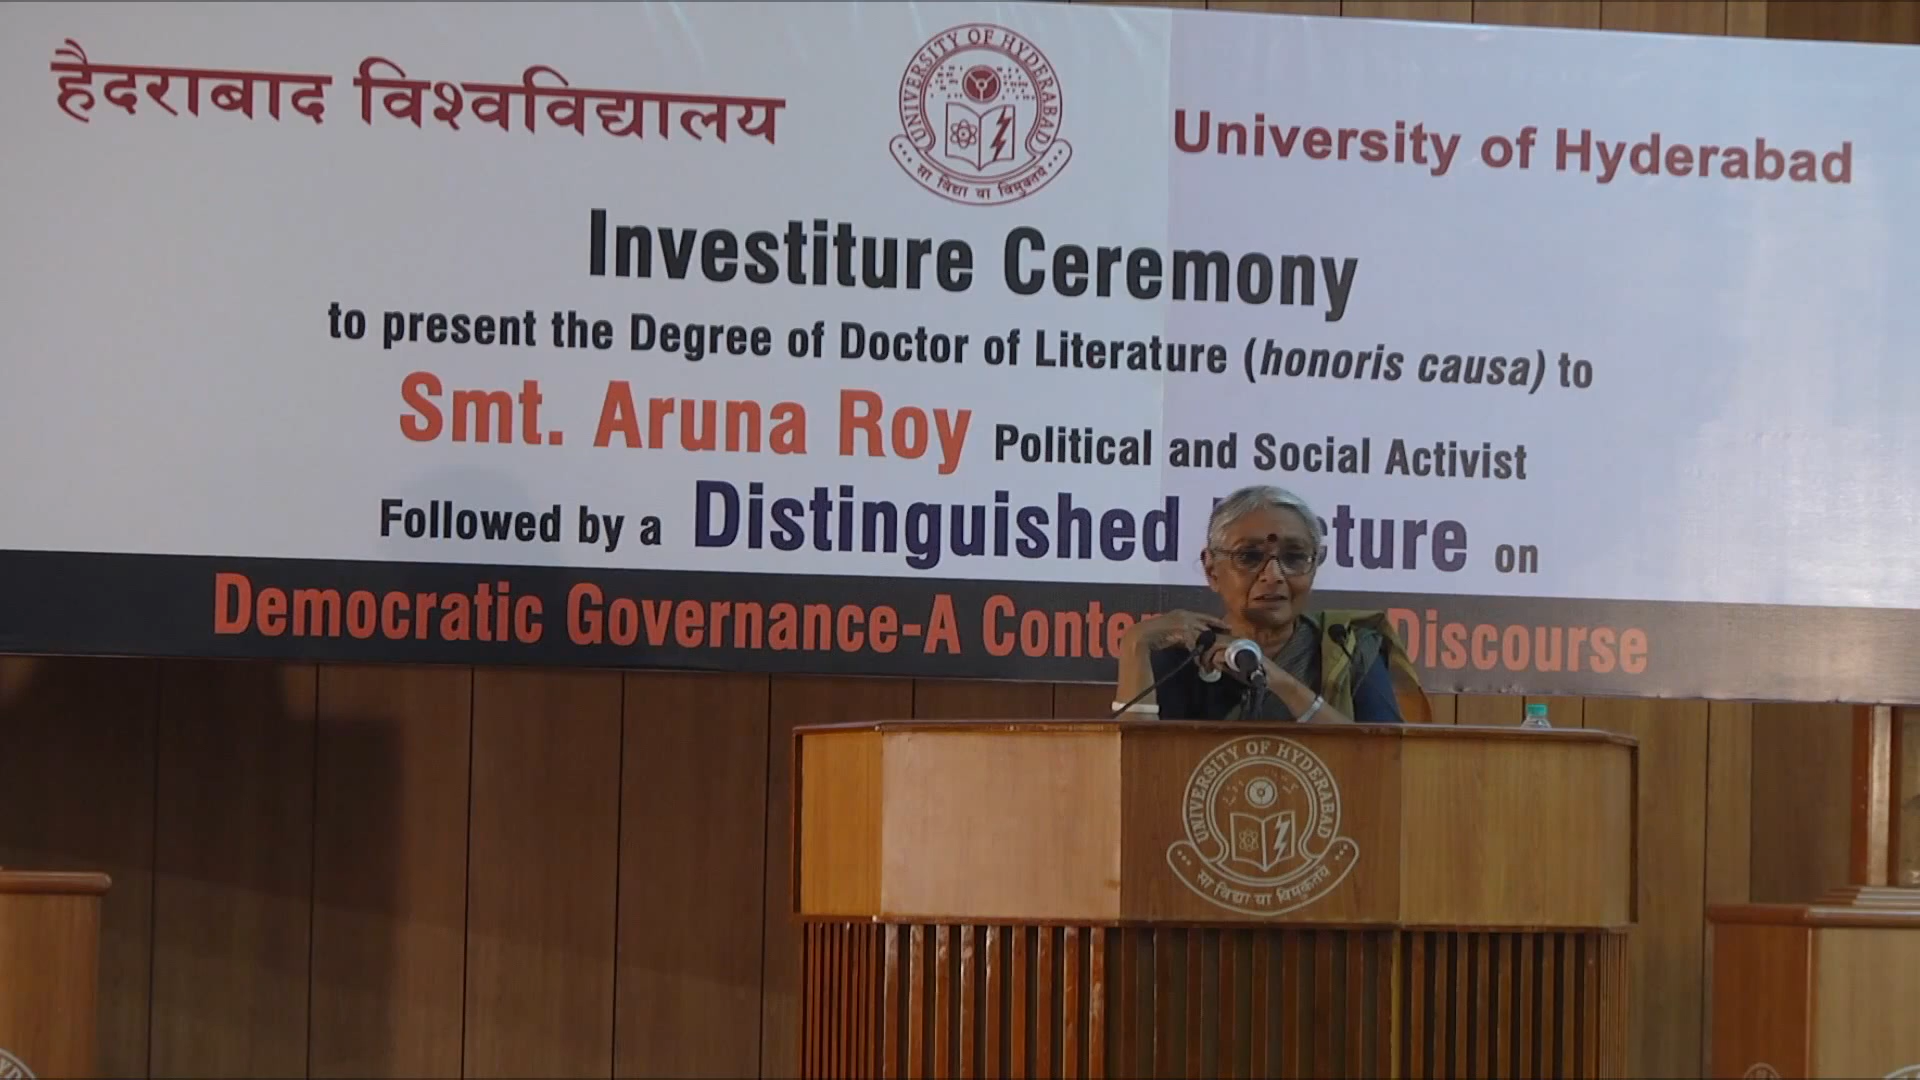 हैदराबाद विश्वविद्यालय
UNIVERSITY OF HYDERABAD
सा विद्या या विमुक्तये
University of Hyderabad
Investiture Ceremony
to present the Degree of Doctor of Literature (honoris causa) to
Smt. Aruna Roy Political and Social Activist
Followed by a Distinguished on
Democratic Governance-A Discourse
UNIVERSITY OF HYDERABAD
सा विद्या या विमुक्तये